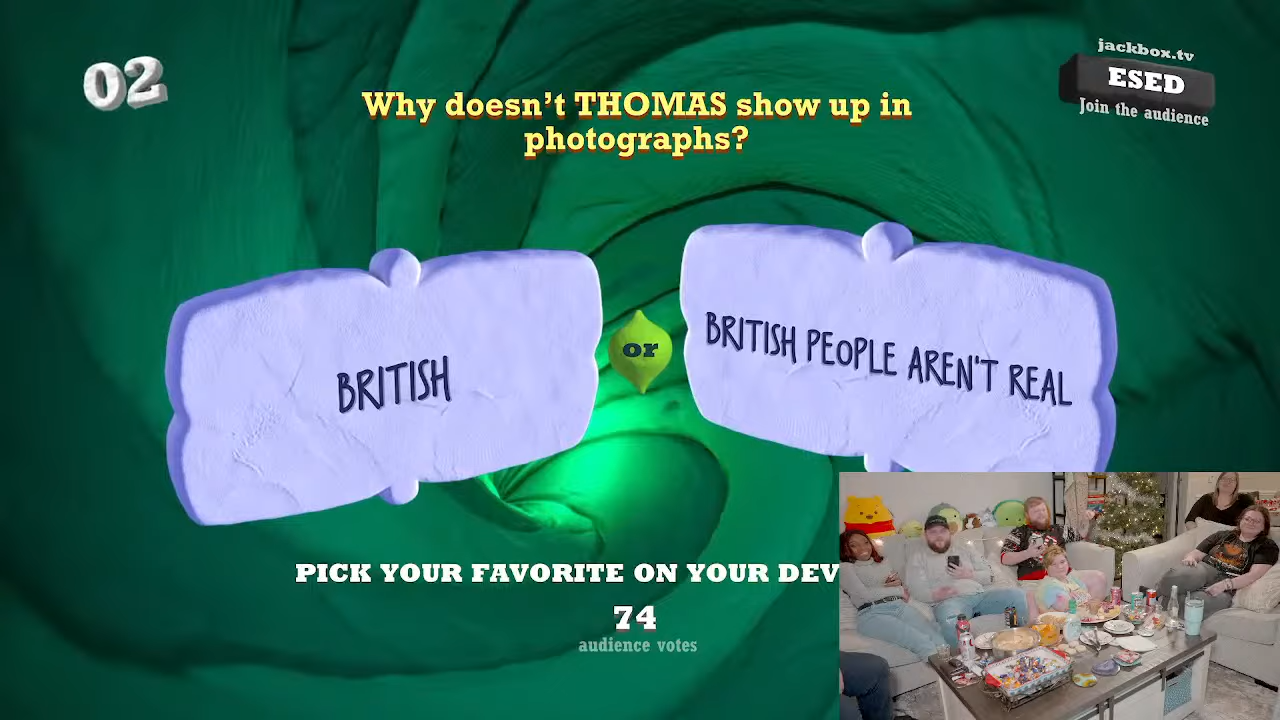 02
jackbox.tv
ESED
Join the audience
Why doesn't THOMAS show up in
photographs?
BRITISH
or
BRITISH PEOPLE AREN'T REAL
PICK YOUR FAVORITE ON YOUR DEV
74
audience votes